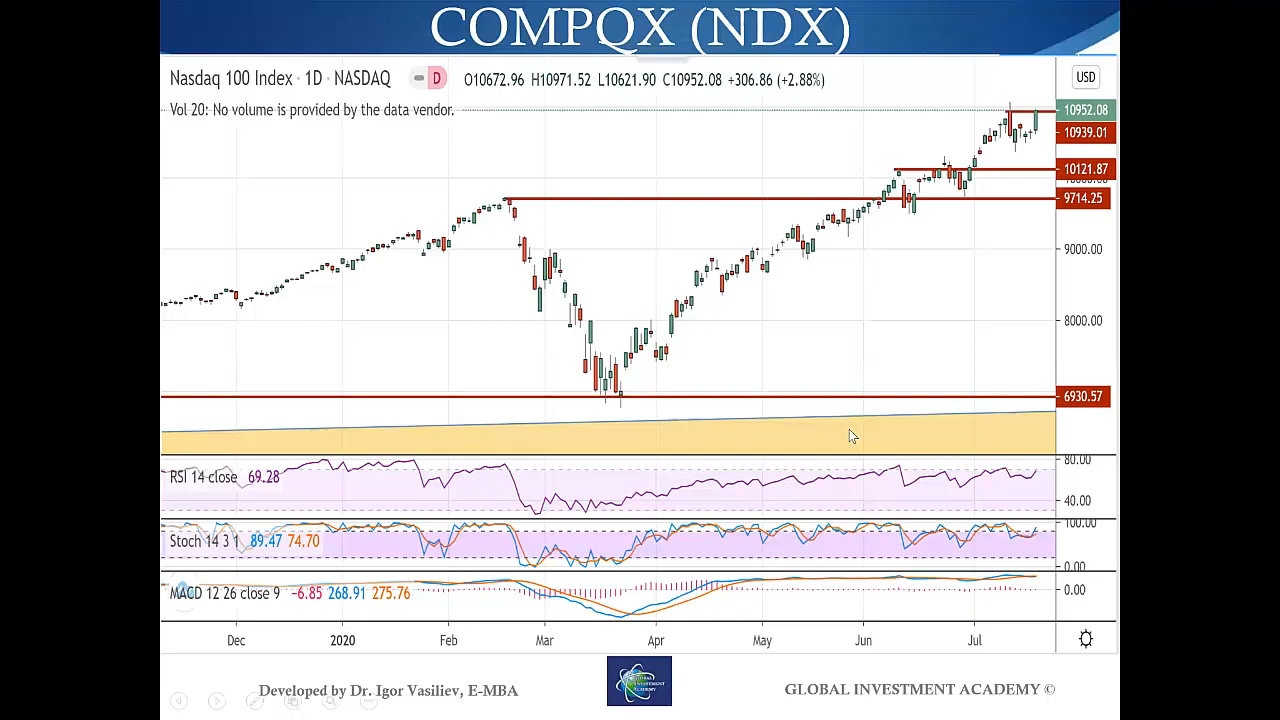 COMPQX (NDX)
Nasdaq 100 Index · 1D · NASDAQ D O10672.96 H10971.52 L10621.90 C10952.08 +306.86 (+2.88%) USD
Vol 20: No volume is provided by the data vendor.
10952.08
10939.01
10121.87
9714.25
9000.00
8000.00
6930.57
80.00
RSI 14 close 69.28
40.00
100.00
Stoch 14 3 1 89.47 74.70
0.00
MACD 12 26 close 9 −6.85 268.91 275.76 0.00
Dec 2020 Feb Mar Apr May Jun Jul
Developed by Dr. Igor Vasiliev, E-MBA
GLOBAL INVESTMENT ACADEMY
GLOBAL INVESTMENT ACADEMY ©